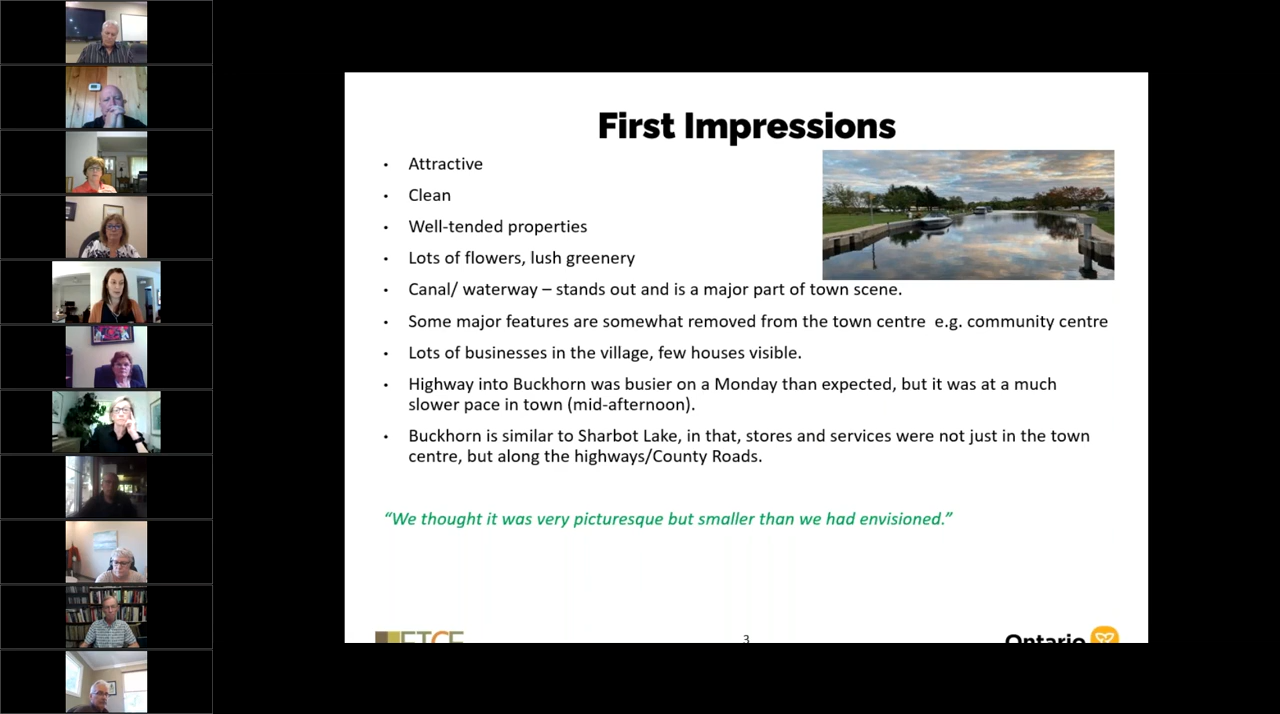 First Impressions
• Attractive
• Clean
• Well-tended properties
• Lots of flowers, lush greenery
• Canal/ waterway – stands out and is a major part of town scene.
• Some major features are somewhat removed from the town centre  e.g. community centre
• Lots of businesses in the village, few houses visible.
• Highway into Buckhorn was busier on a Monday than expected, but it was at a much
slower pace in town (mid-afternoon).
• Buckhorn is similar to Sharbot Lake, in that, stores and services were not just in the town
centre, but along the highways/County Roads.
“We thought it was very picturesque but smaller than we had envisioned.”
3
Ontario